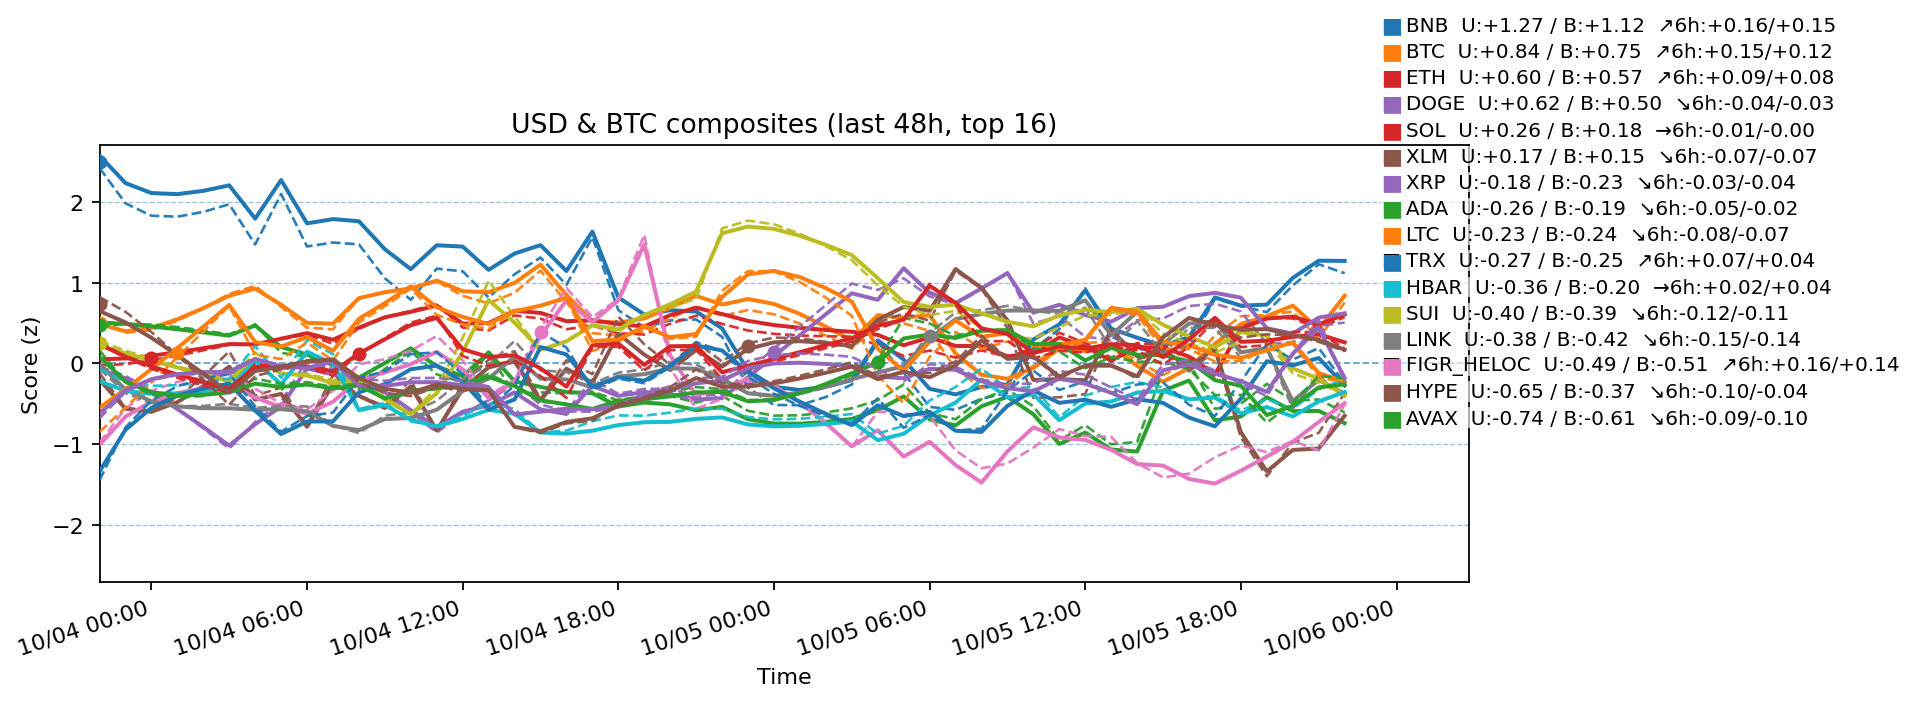 BNB  U:+1.27 / B:+1.12  ↗6h:+0.16/+0.15
BTC  U:+0.84 / B:+0.75  ↗6h:+0.15/+0.12
ETH  U:+0.60 / B:+0.57  ↗6h:+0.09/+0.08
DOGE  U:+0.62 / B:+0.50  ↘6h:-0.04/-0.03
SOL  U:+0.26 / B:+0.18  →6h:-0.01/-0.00
XLM  U:+0.17 / B:+0.15  ↘6h:-0.07/-0.07
XRP  U:-0.18 / B:-0.23  ↘6h:-0.03/-0.04
ADA  U:-0.26 / B:-0.19  ↘6h:-0.05/-0.02
LTC  U:-0.23 / B:-0.24  ↘6h:-0.08/-0.07
TRX  U:-0.27 / B:-0.25  ↗6h:+0.07/+0.04
HBAR  U:-0.36 / B:-0.20  →6h:+0.02/+0.04
SUI  U:-0.40 / B:-0.39  ↘6h:-0.12/-0.11
LINK  U:-0.38 / B:-0.42  ↘6h:-0.15/-0.14
FIGR_HELOC  U:-0.49 / B:-0.51  ↗6h:+0.16/+0.14
HYPE  U:-0.65 / B:-0.37  ↘6h:-0.10/-0.04
AVAX  U:-0.74 / B:-0.61  ↘6h:-0.09/-0.10
USD & BTC composites (last 48h, top 16)
Score (z)
2
1
0
−1
−2
10/04 00:00
10/04 06:00
10/04 12:00
10/04 18:00
10/05 00:00
10/05 06:00
10/05 12:00
10/05 18:00
10/06 00:00
Time